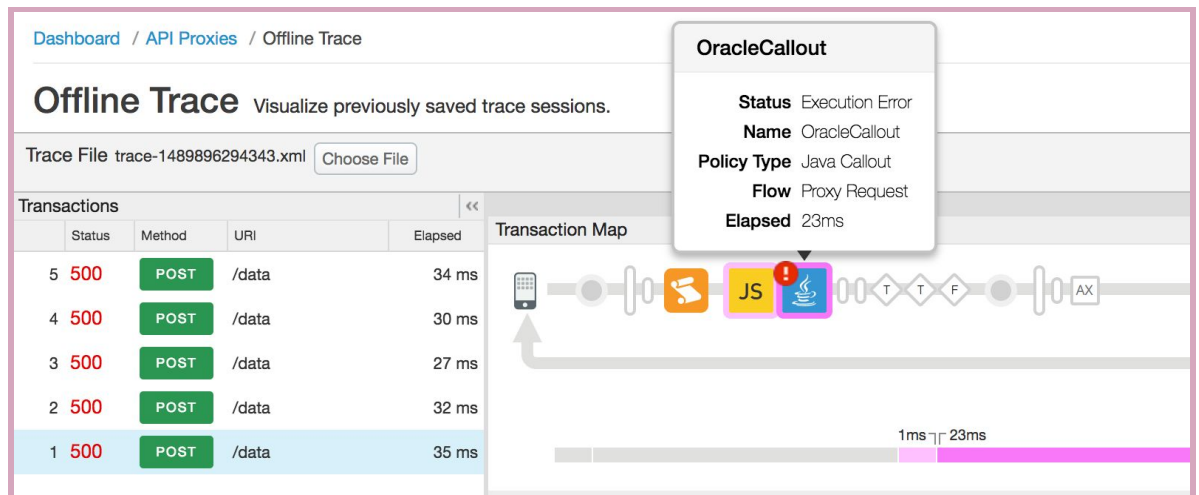 Dashboard / API Proxies / Offline Trace
Offline Trace Visualize previously saved trace sessions.
Trace File trace-1489896294343.xml Choose File
OracleCallout
Status Execution Error
Name OracleCallout
Policy Type Java Callout
Flow Proxy Request
Elapsed 23ms
Transactions <<
Status Method URI Elapsed
5 500 POST /data 34 ms
4 500 POST /data 30 ms
3 500 POST /data 27 ms
2 500 POST /data 32 ms
1 500 POST /data 35 ms
Transaction Map
JS ! T T F AX
1ms 23ms